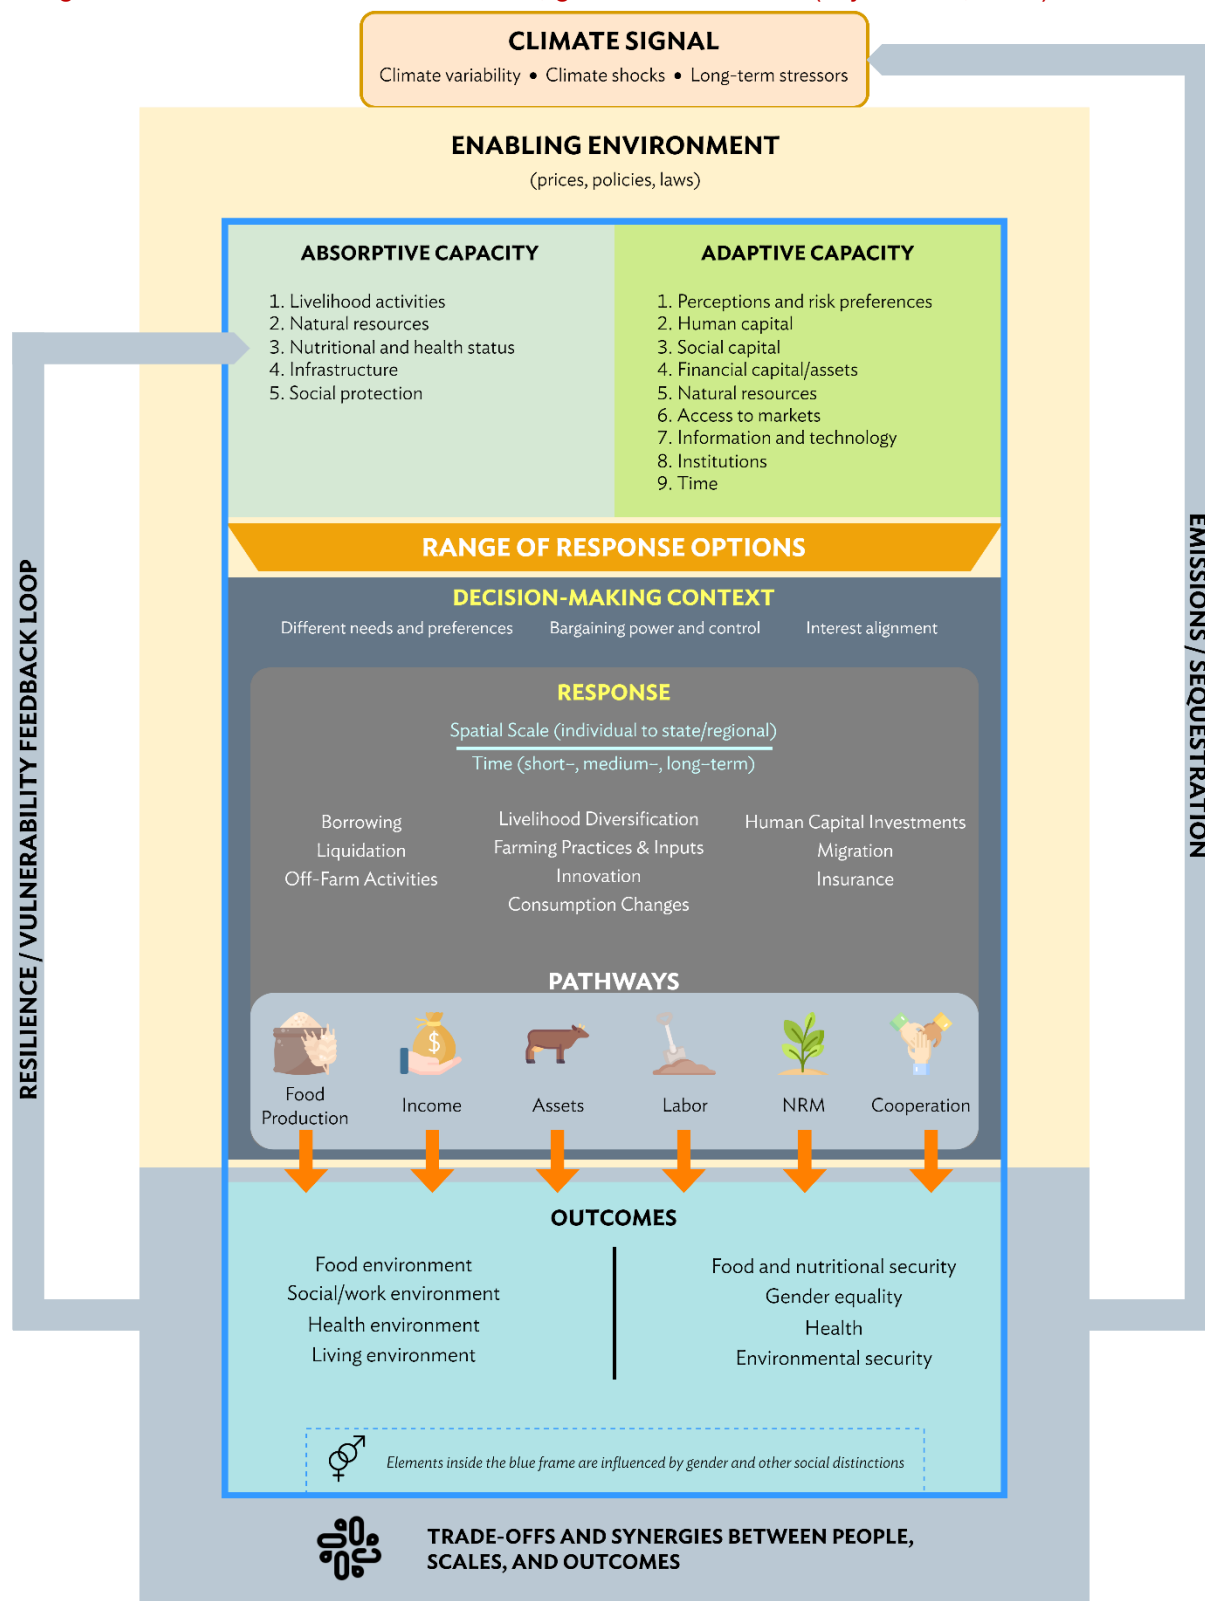 CLIMATE SIGNAL
Climate variability • Climate shocks • Long-term stressors
ENABLING ENVIRONMENT
(prices, policies, laws)
ABSORPTIVE CAPACITY
1. Livelihood activities
2. Natural resources
3. Nutritional and health status
4. Infrastructure
5. Social protection
ADAPTIVE CAPACITY
1. Perceptions and risk preferences
2. Human capital
3. Social capital
4. Financial capital/assets
5. Natural resources
6. Access to markets
7. Information and technology
8. Institutions
9. Time
RANGE OF RESPONSE OPTIONS
DECISION-MAKING CONTEXT
Different needs and preferences Bargaining power and control Interest alignment
RESPONSE
Spatial Scale (individual to state/regional)
Time (short-, medium-, long-term)
Borrowing
Liquidation
Off-Farm Activities
Livelihood Diversification
Farming Practices & Inputs
Innovation
Consumption Changes
Human Capital Investments
Migration
Insurance
PATHWAYS
$
Food
Production
Income
Assets
Labor
NRM
Cooperation
OUTCOMES
Food environment
Social/work environment
Health environment
Living environment
Food and nutritional security
Gender equality
Health
Environmental security
Elements inside the blue frame are influenced by gender and other social distinctions
TRADE-OFFS AND SYNERGIES BETWEEN PEOPLE,
SCALES, AND OUTCOMES
RESILIENCE / VULNERABILITY FEEDBACK LOOP
EMISSIONS / SEQUESTRATION